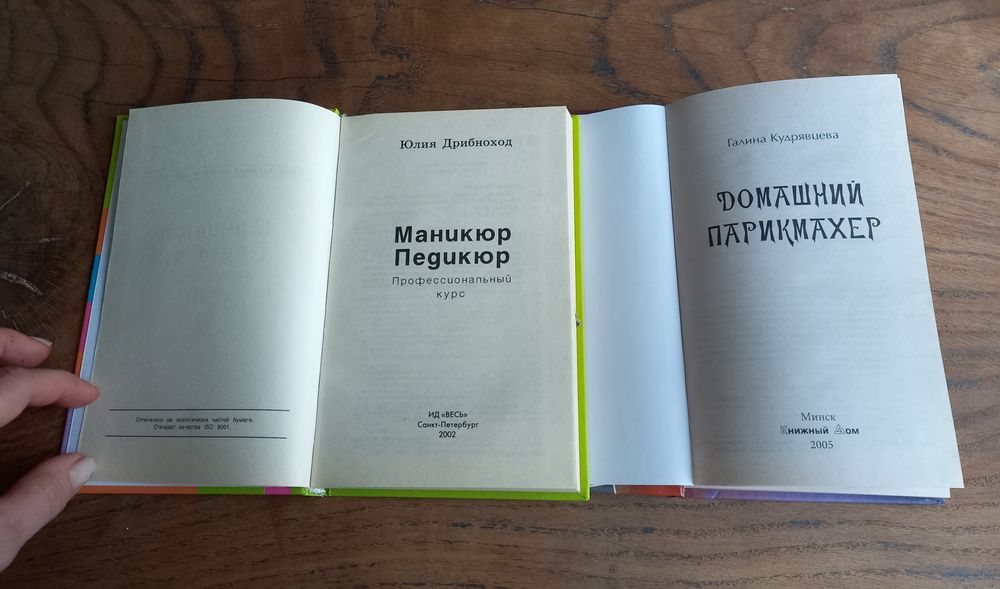 Отпечатано на экологически чистой бумаге.
Стандарт качества ISO 9001.
Юлия Дрибноход
Маникюр
Педикюр
Профессиональный
курс
ИД «ВЕСЬ»
Санкт-Петербург
2002
Галина Кудрявцева
ДОМАШНИЙ
ПАРИКМАХЕР
Минск
Книжный Дом
2005